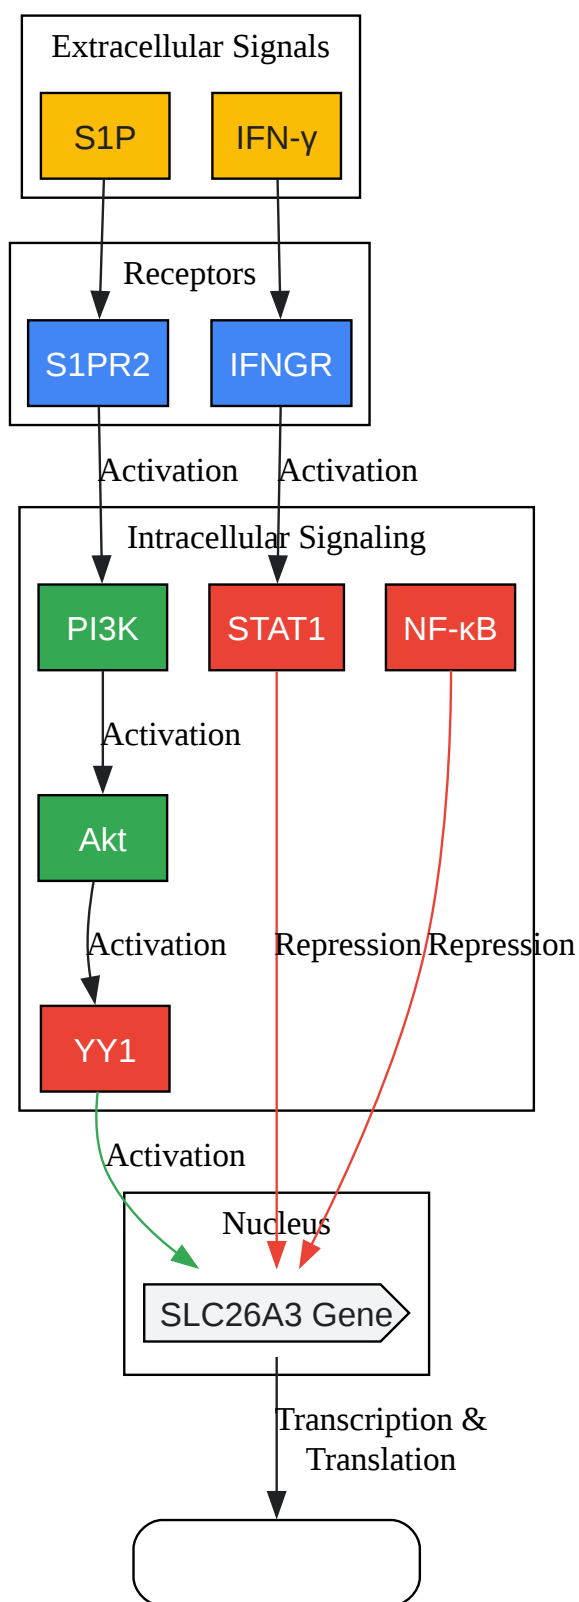 Extracellular Signals
S1P
IFN-γ
Receptors
S1PR2
IFNGR
Activation
Activation
Intracellular Signaling
PI3K
STAT1
NF-κB
Activation
Akt
Activation
Repression
Repression
YY1
Activation
Nucleus
SLC26A3 Gene
Transcription &
Translation